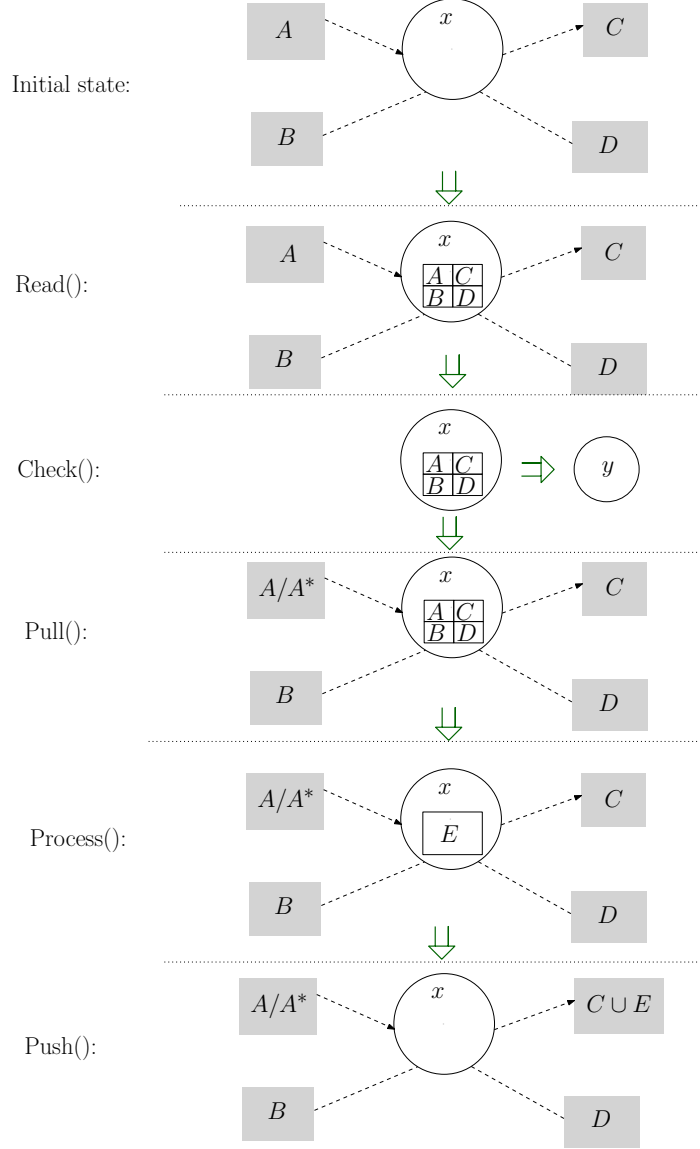 A
x
C
Initial state:
B
D
A
x
C
Read():
A C
B D
B
D
x
Check():
A C
B D
y
A/A*
x
C
Pull():
A C
B D
B
D
A/A*
x
C
Process():
E
B
D
A/A*
x
C ∪ E
Push():
B
D